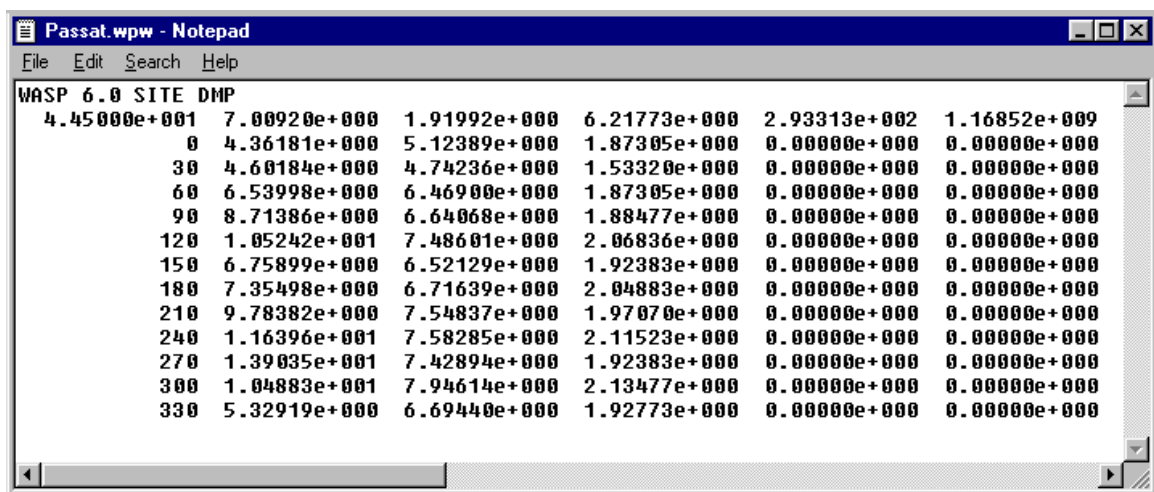 Passat.wpw - Notepad
File Edit Search Help
WASP 6.0 SITE DMP
4.45000e+001 7.00920e+000 1.91992e+000 6.21773e+000 2.93313e+002 1.16852e+009
0 4.36181e+000 5.12389e+000 1.87305e+000 0.00000e+000 0.00000e+000
30 4.60184e+000 4.74236e+000 1.53320e+000 0.00000e+000 0.00000e+000
60 6.53998e+000 6.46900e+000 1.87305e+000 0.00000e+000 0.00000e+000
90 8.71386e+000 6.64068e+000 1.88477e+000 0.00000e+000 0.00000e+000
120 1.05242e+001 7.48601e+000 2.06836e+000 0.00000e+000 0.00000e+000
150 6.75899e+000 6.52129e+000 1.92383e+000 0.00000e+000 0.00000e+000
180 7.35498e+000 6.71639e+000 2.04883e+000 0.00000e+000 0.00000e+000
210 9.78382e+000 7.54837e+000 1.97070e+000 0.00000e+000 0.00000e+000
240 1.16396e+001 7.58285e+000 2.11523e+000 0.00000e+000 0.00000e+000
270 1.39035e+001 7.42894e+000 1.92383e+000 0.00000e+000 0.00000e+000
300 1.04883e+001 7.94614e+000 2.13477e+000 0.00000e+000 0.00000e+000
330 5.32919e+000 6.69440e+000 1.92773e+000 0.00000e+000 0.00000e+000